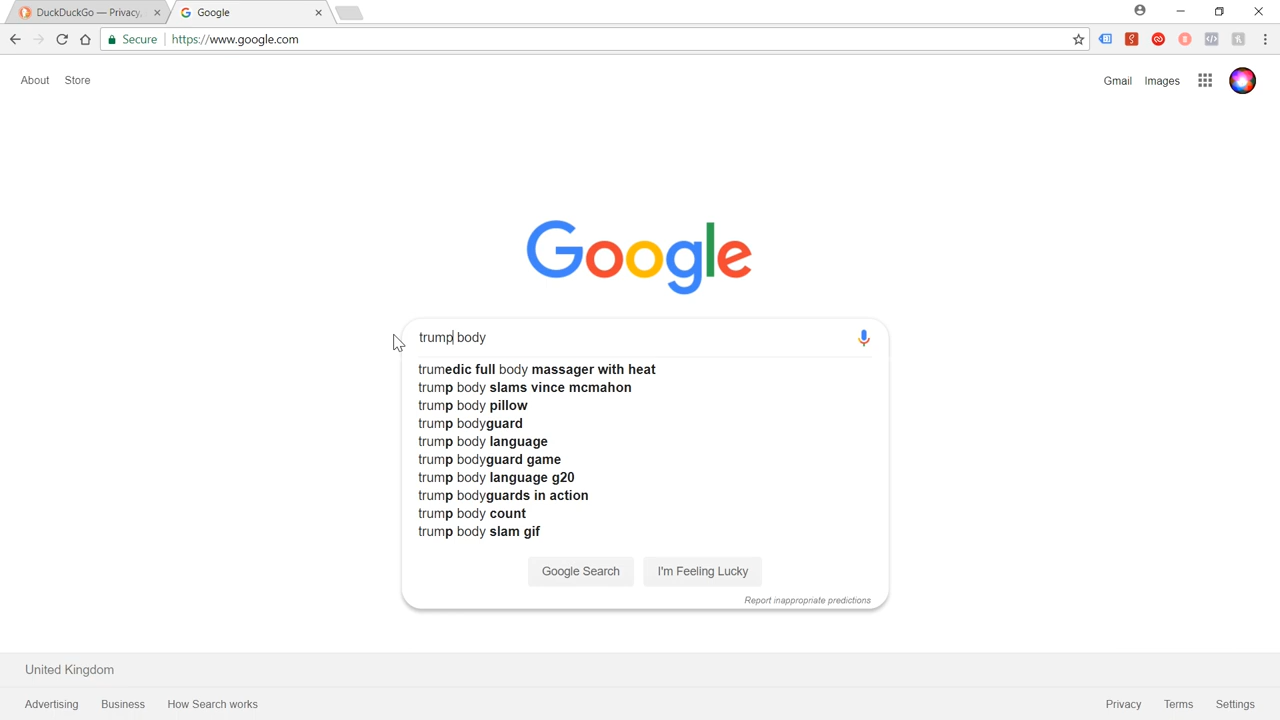 DuckDuckGo — Privacy,
Google
Secure
https://www.google.com
About
Store
Gmail
Images
Google
trump body
trumedic full body massager with heat
trump body slams vince mcmahon
trump body pillow
trump bodyguard
trump body language
trump bodyguard game
trump body language g20
trump bodyguards in action
trump body count
trump body slam gif
Google Search
I'm Feeling Lucky
Report inappropriate predictions
United Kingdom
Advertising
Business
How Search works
Privacy
Terms
Settings